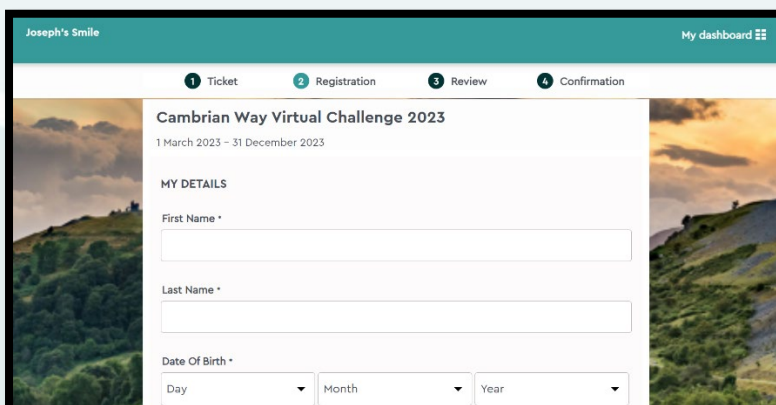 Joseph's Smile
My dashboard
1 Ticket 2 Registration 3 Review 4 Confirmation
Cambrian Way Virtual Challenge 2023
1 March 2023 - 31 December 2023
MY DETAILS
First Name *
Last Name *
Date Of Birth *
Day Month Year